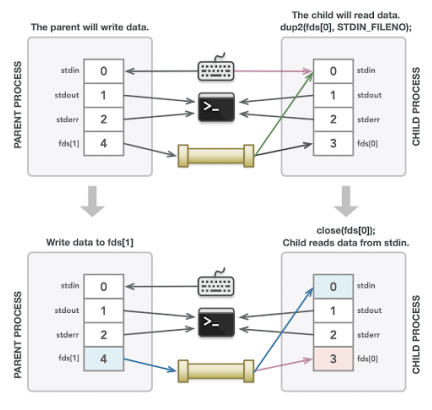 The parent will write data.
The child will read data.
dup2(fds[0], STDIN_FILENO);
PARENT PROCESS
stdin 0
stdout 1
stderr 2
fds[1] 4
>_
0 stdin
1 stdout
2 stderr
3 fds[0]
CHILD PROCESS
Write data to fds[1]
close(fds[0]);
Child reads data from stdin.
PARENT PROCESS
stdin 0
stdout 1
stderr 2
fds[1] 4
>_
0 stdin
1 stdout
2 stderr
3 fds[0]
CHILD PROCESS